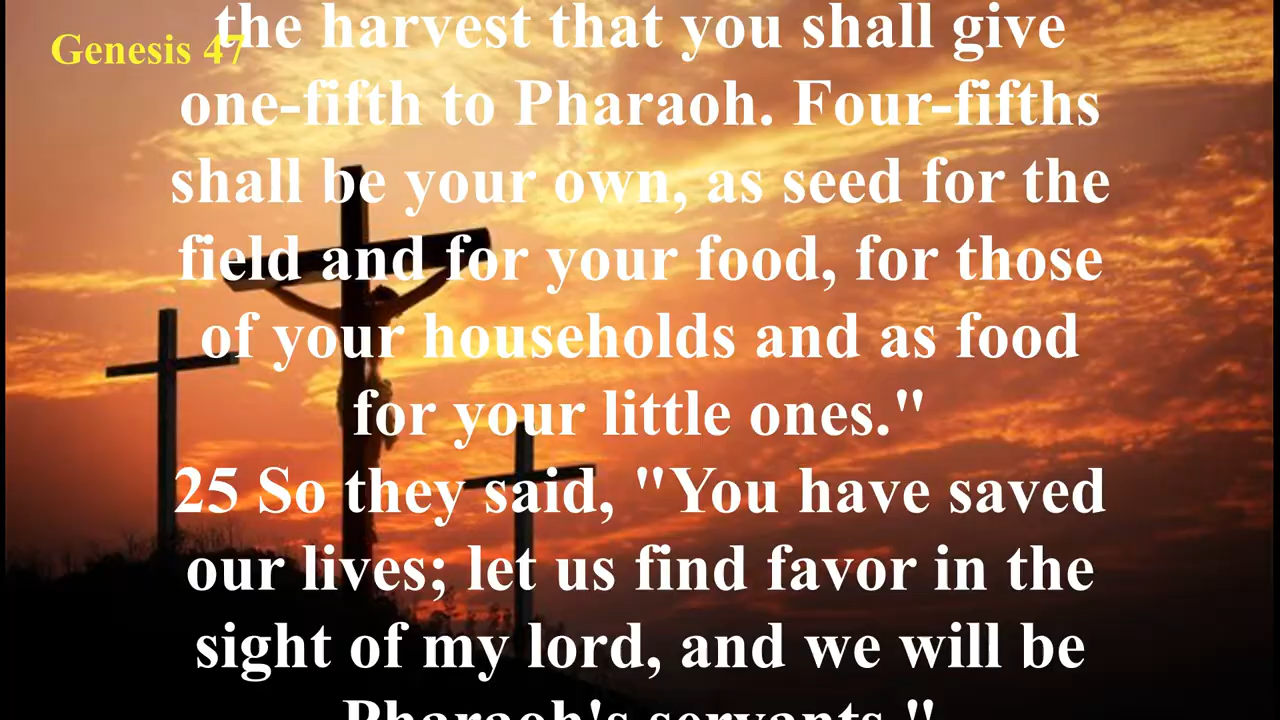 Genesis 47
the harvest that you shall give
one-fifth to Pharaoh. Four-fifths
shall be your own, as seed for the
field and for your food, for those
of your households and as food
for your little ones."
25 So they said, "You have saved
our lives; let us find favor in the
sight of my lord, and we will be
Pharaoh's servants."